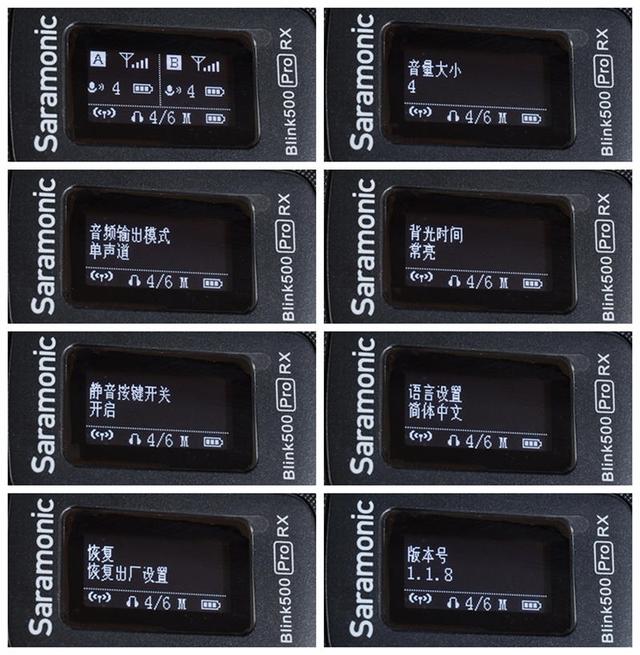 Saramonic
A B
4 4
4/6 M
Blink500 Pro RX
Saramonic
音量大小
4
4/6 M
Blink500 Pro RX
Saramonic
音频输出模式
单声道
4/6 M
Blink500 Pro RX
Saramonic
背光时间
常亮
4/6 M
Blink500 Pro RX
Saramonic
静音按键开关
开启
4/6 M
Blink500 Pro RX
Saramonic
语言设置
简体中文
4/6 M
Blink500 Pro RX
Saramonic
恢复
恢复出厂设置
4/6 M
Blink500 Pro RX
Saramonic
版本号
1.1.8
4/6 M
Blink500 Pro RX